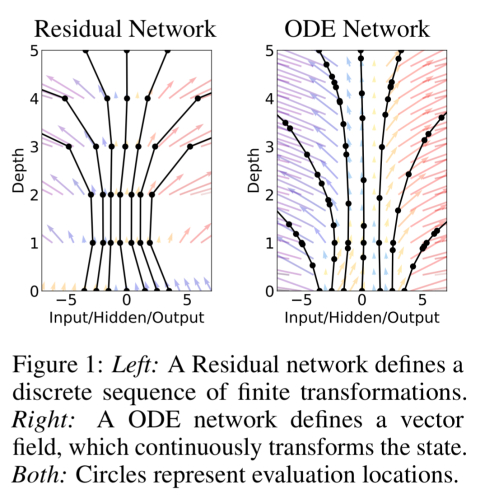 Residual Network
ODE Network
5
4
3
2
1
0
Depth
−5
0
5
Input/Hidden/Output
5
4
3
2
1
0
Depth
−5
0
5
Input/Hidden/Output
Figure 1: Left: A Residual network defines a
discrete sequence of finite transformations.
Right: A ODE network defines a vector
field, which continuously transforms the state.
Both: Circles represent evaluation locations.